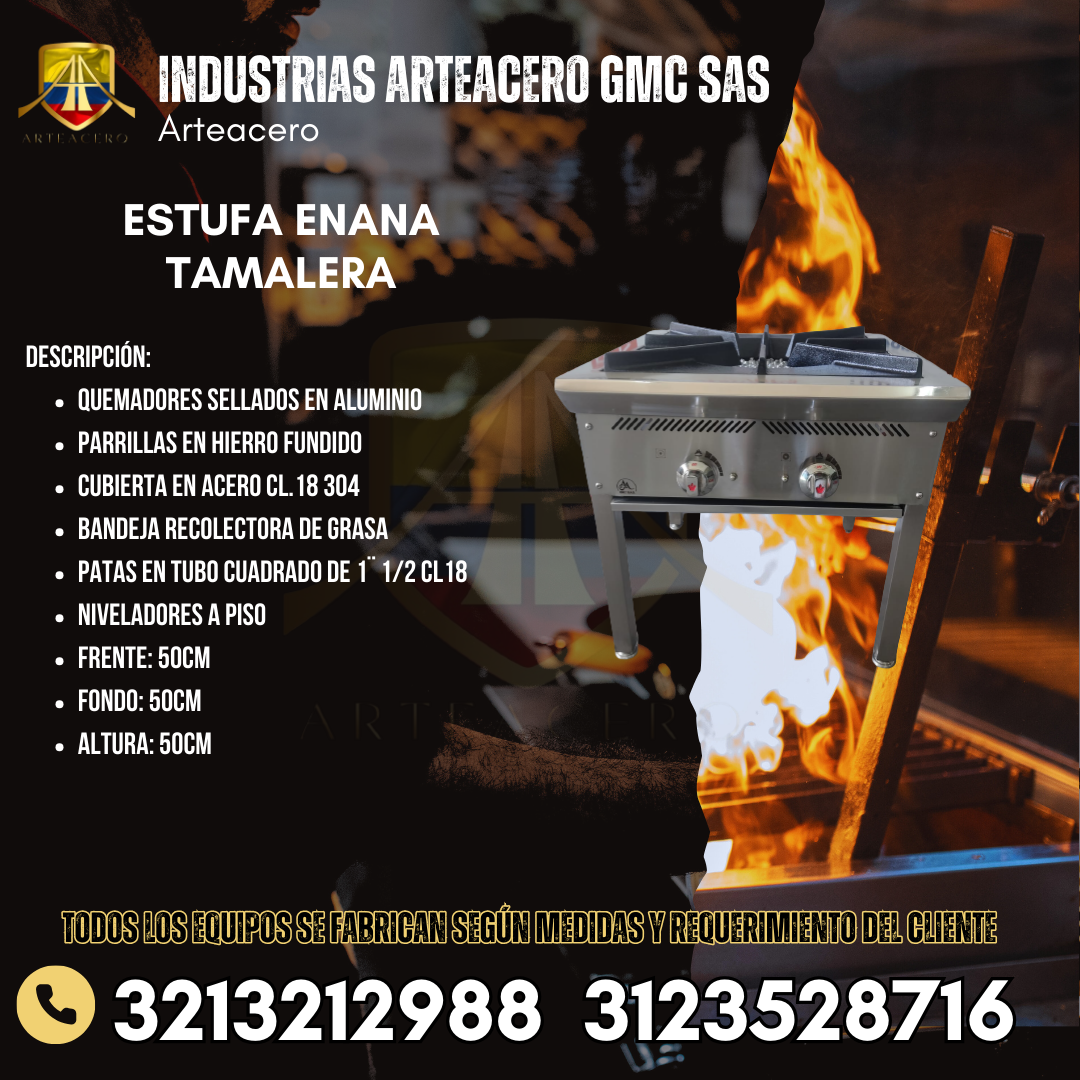 INDUSTRIAS ARTEACERO GMC SAS
Arteacero
ARTEACERO
ESTUFA ENANA
TAMALERA
DESCRIPCIÓN:
• QUEMADORES SELLADOS EN ALUMINIO
• PARRILLAS EN HIERRO FUNDIDO
• CUBIERTA EN ACERO CL.18 304
• BANDEJA RECOLECTORA DE GRASA
• PATAS EN TUBO CUADRADO DE 1¨ 1/2 CL18
• NIVELADORES A PISO
• FRENTE: 50CM
• FONDO: 50CM
• ALTURA: 50CM
ARTEACERO
TODOS LOS EQUIPOS SE FABRICAN SEGÚN MEDIDAS Y REQUERIMIENTO DEL CLIENTE
3213212988 3123528716